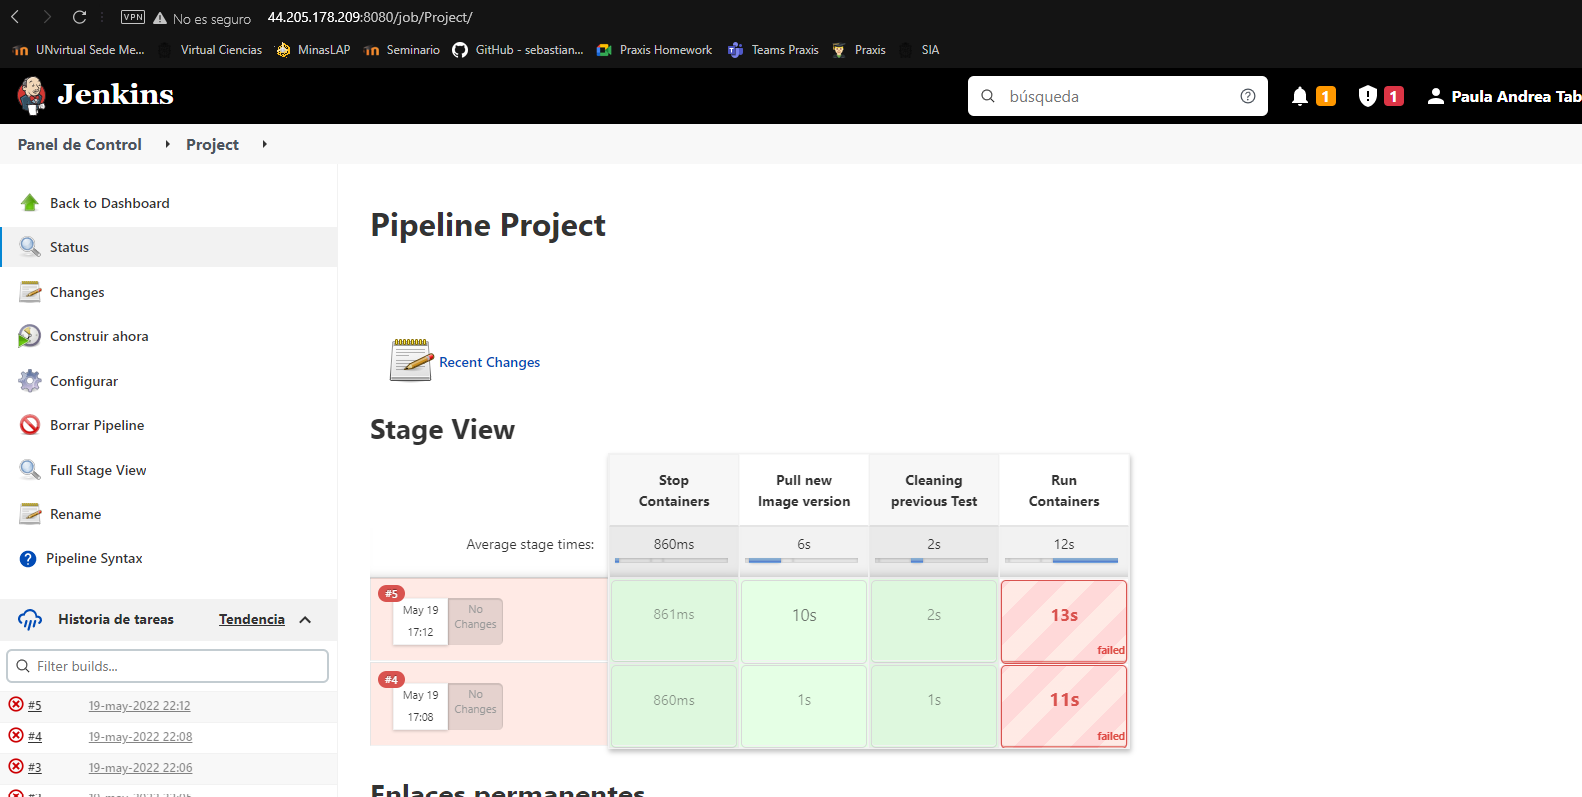 VPN No es seguro 44.205.178.209:8080/job/Project/
UNvirtual Sede Me... Virtual Ciencias MinasLAP Seminario GitHub - sebastian... Praxis Homework Teams Praxis Praxis SIA
Jenkins búsqueda 1 1 Paula Andrea Tab
Panel de Control Project
Back to Dashboard
Status
Changes
Construir ahora
Configurar
Borrar Pipeline
Full Stage View
Rename
Pipeline Syntax
Historia de tareas Tendencia
Filter builds...
#5 19-may-2022 22:12
#4 19-may-2022 22:08
#3 19-may-2022 22:06
Pipeline Project
Recent Changes
Stage View
Stop
Containers
Pull new
Image version
Cleaning
previous Test
Run
Containers
Average stage times: 860ms 6s 2s 12s
#5
May 19
17:12
No
Changes
861ms 10s 2s 13s
failed
#4
May 19
17:08
No
Changes
860ms 1s 1s 11s
failed
Enlaces permanentes